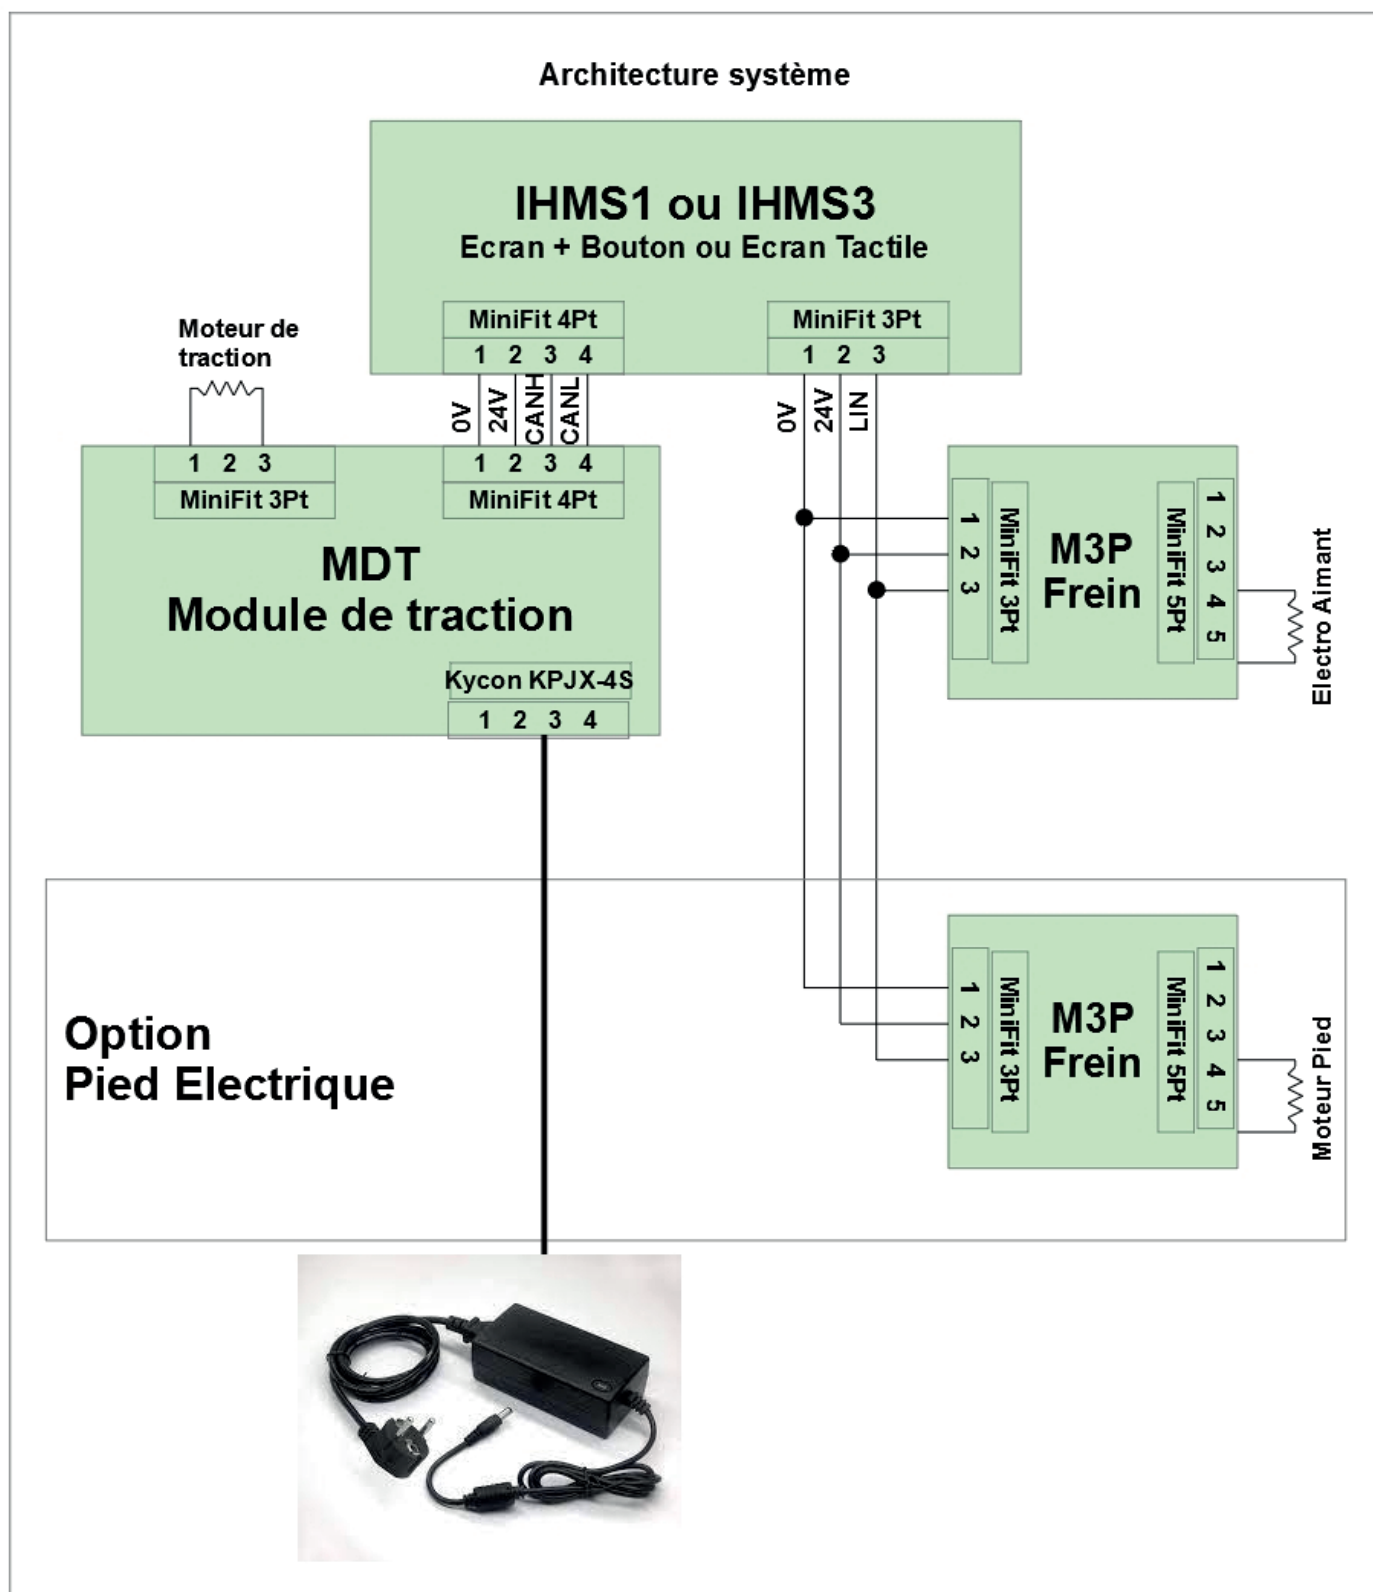 Architecture système
IHMS1 ou IHMS3
Ecran + Bouton ou Ecran Tactile
MiniFit 4Pt
1 2 3 4
MiniFit 3Pt
1 2 3
Moteur de
traction
0V
24V
CANH
CANL
0V
24V
LIN
1 2 3
MiniFit 3Pt
1 2 3 4
MiniFit 4Pt
MDT
Module de traction
Kycon KPJX-4S
1 2 3 4
1 2 3
MiniFit 3Pt
M3P
Frein
MiniFit 5Pt
1 2 3 4 5
Electro Aimant
Option
Pied Electrique
1 2 3
MiniFit 3Pt
M3P
Frein
MiniFit 5Pt
1 2 3 4 5
Moteur Pied